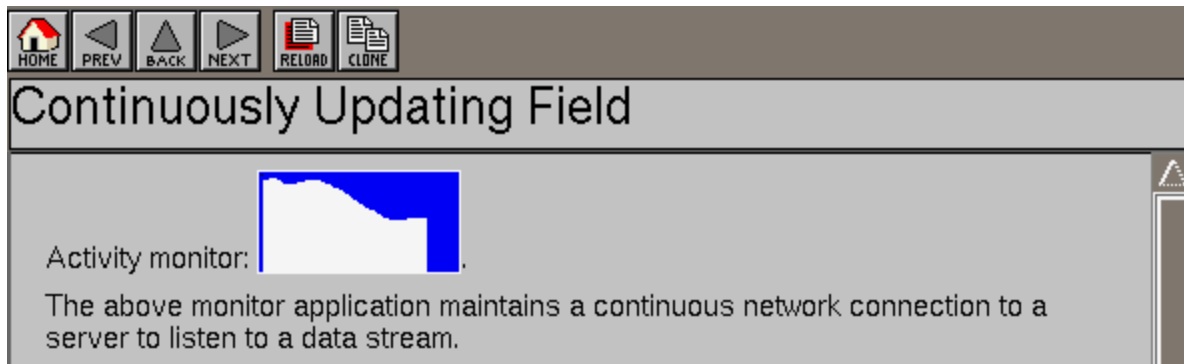 HOME PREV BACK NEXT RELOAD CLONE
Continuously Updating Field
Activity monitor: .
The above monitor application maintains a continuous network connection to a
server to listen to a data stream.